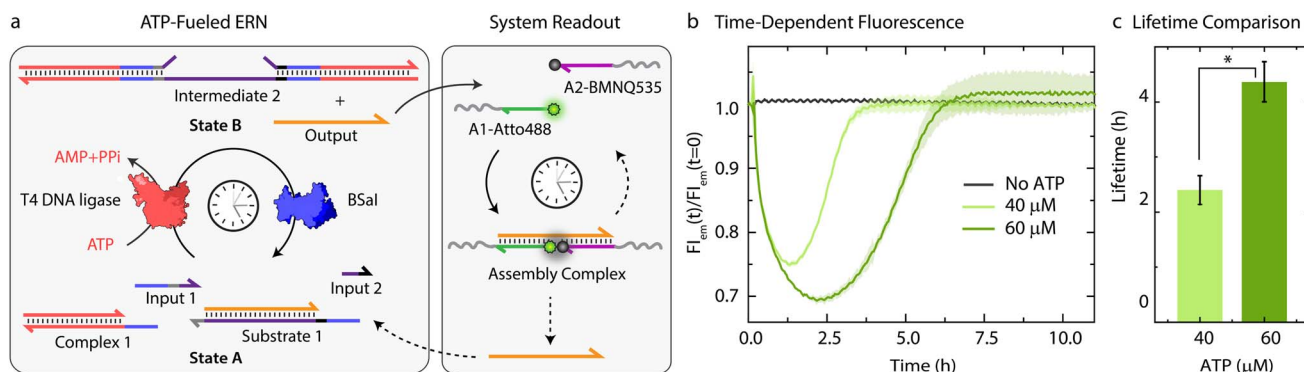 a
ATP-Fueled ERN
System Readout
Intermediate 2
+
State B
Output
A2-BMNQ535
A1-Atto488
AMP+PPi
T4 DNA ligase
BSaI
ATP
Assembly Complex
Input 1
Input 2
Complex 1
Substrate 1
State A
b Time-Dependent Fluorescence
FI_em(t)/FI_em(t=0)
1.0
0.9
0.8
0.7
No ATP
40 μM
60 μM
0.0 2.5 5.0 7.5 10.0
Time (h)
c Lifetime Comparison
Lifetime (h)
4
2
0
*
40 60
ATP (μM)